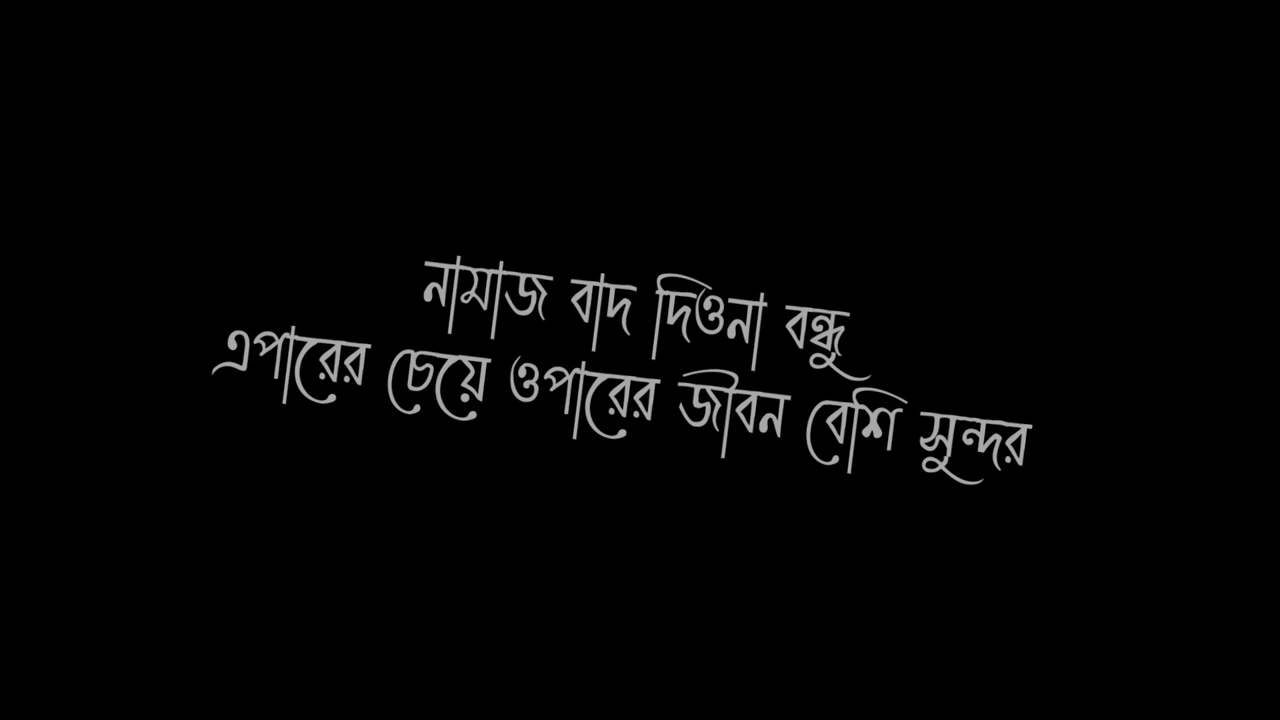 নামাজ বাদ দিওনা বন্ধু
এপারের চেয়ে ওপারের জীবন বেশি সুন্দর